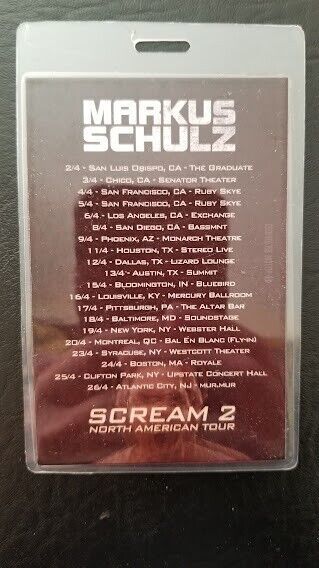 MARKUS
SCHULZ
2/4 - San Luis Obispo, CA - The Graduate
3/4 - Chico, CA - Senator Theater
4/4 - San Francisco, CA - Ruby Skye
5/4 - San Francisco, CA - Ruby Skye
6/4 - Los Angeles, CA - Exchange
8/4 - San Diego, CA - Bassmnt
9/4 - Phoenix, AZ - Monarch Theatre
11/4 - Houston, TX - Stereo Live
12/4 - Dallas, TX - Lizard Lounge
13/4 - Austin, TX - Summit
15/4 - Bloomington, IN - Bluebird
16/4 - Louisville, KY - Mercury Ballroom
17/4 - Pittsburgh, PA - The Altar Bar
18/4 - Baltimore, MD - Soundstage
19/4 - New York, NY - Webster Hall
20/4 - Montreal, QC - Bal En Blanc (Fly-in)
23/4 - Syracuse, NY - Westcott Theater
24/4 - Boston, MA - Royale
25/4 - Clifton Park, NY - Upstate Concert Hall
26/4 - Atlantic City, NJ - mur.mur
SCREAM 2
NORTH AMERICAN TOUR